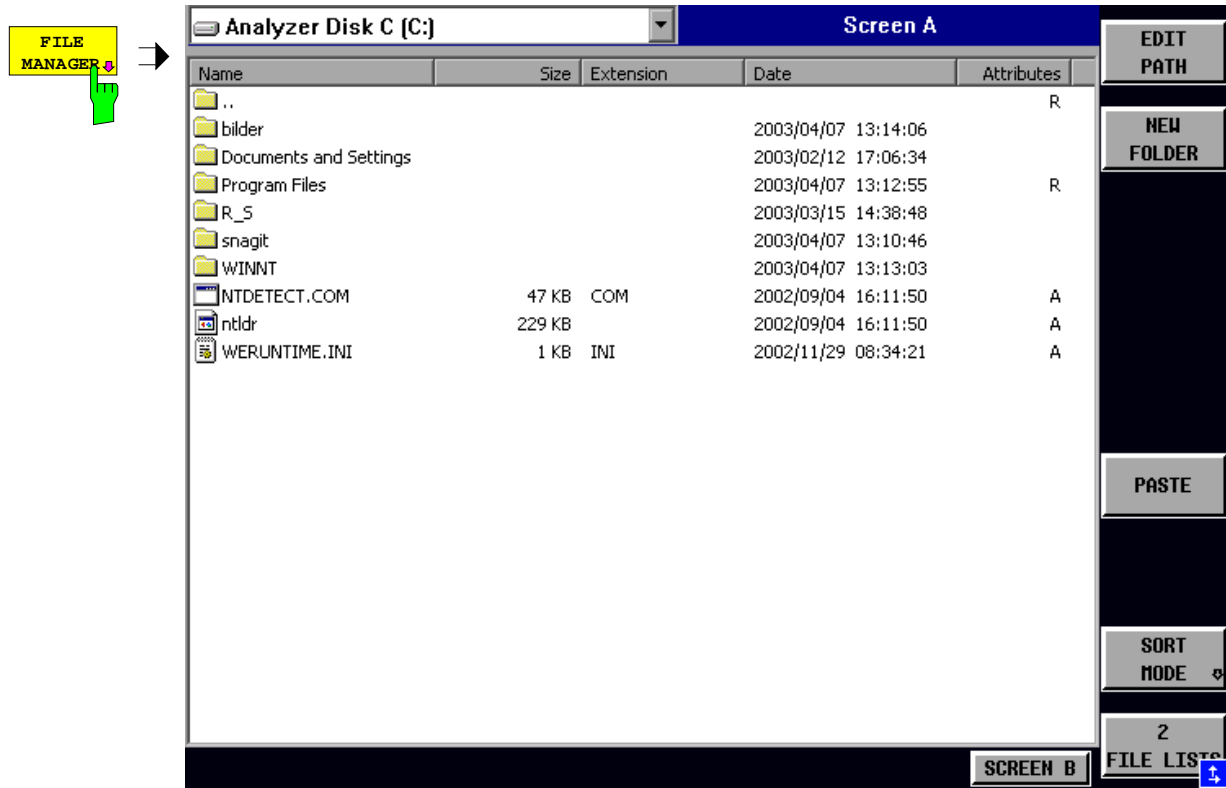 FILE
MANAGER
Analyzer Disk C (C:)
Screen A
Name Size Extension Date Attributes
.. R
bilder 2003/04/07 13:14:06
Documents and Settings 2003/02/12 17:06:34
Program Files 2003/04/07 13:12:55 R
R_S 2003/03/15 14:38:48
snagit 2003/04/07 13:10:46
WINNT 2003/04/07 13:13:03
NTDETECT.COM 47 KB COM 2002/09/04 16:11:50 A
ntldr 229 KB 2002/09/04 16:11:50 A
WERUNTIME.INI 1 KB INI 2002/11/29 08:34:21 A
EDIT
PATH
NEW
FOLDER
PASTE
SORT
MODE
2
FILE LISTS
SCREEN B